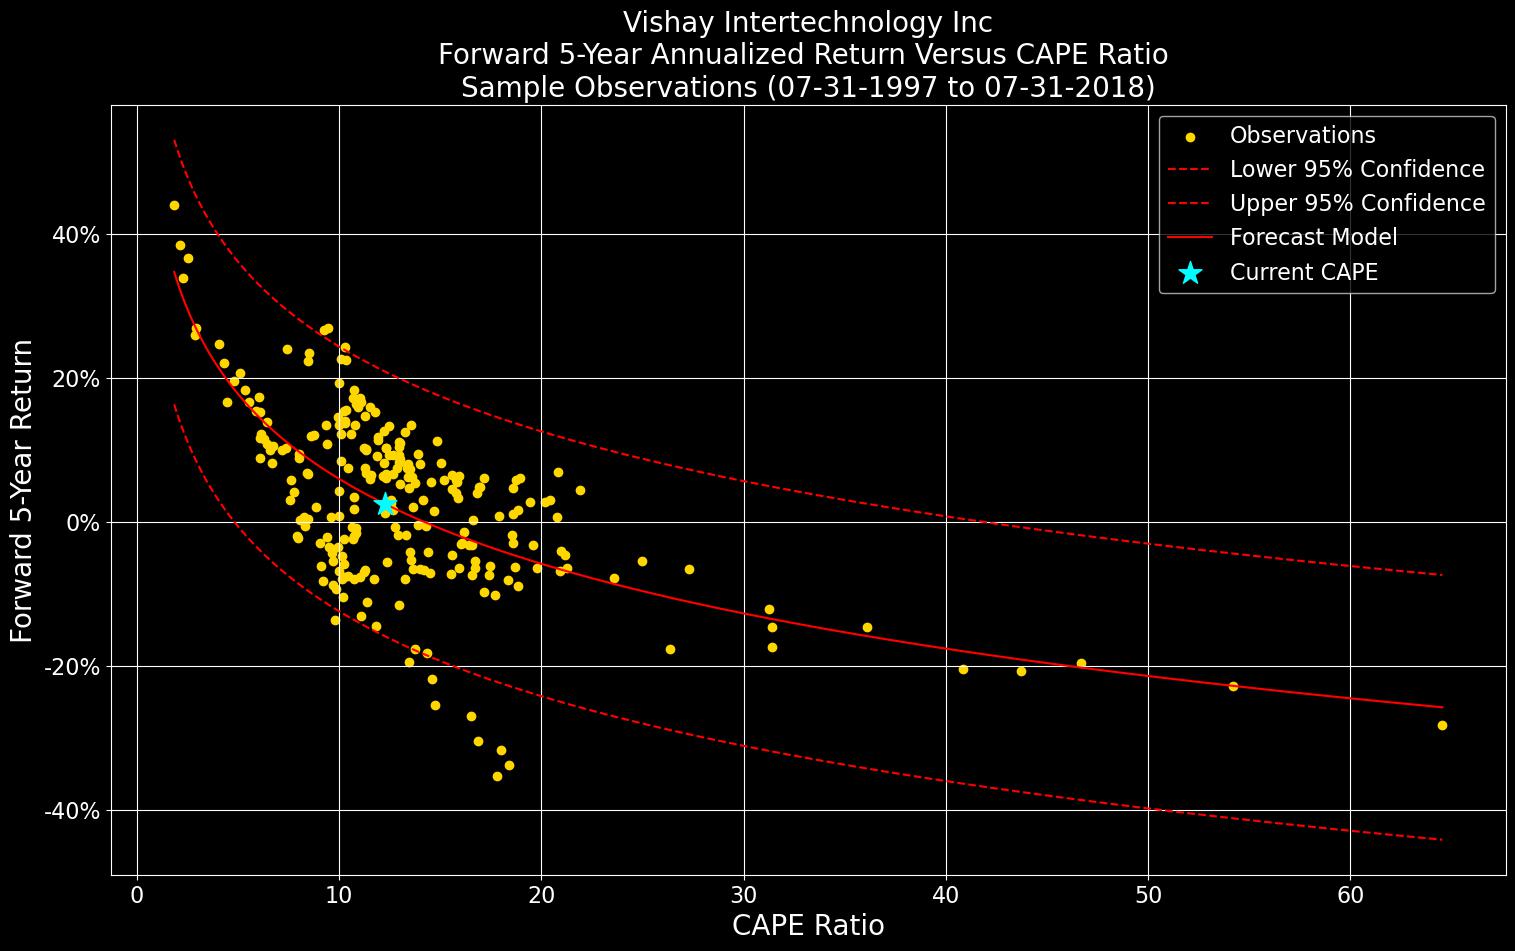 Vishay Intertechnology Inc
Forward 5-Year Annualized Return Versus CAPE Ratio
Sample Observations (07-31-1997 to 07-31-2018)
Observations
Lower 95% Confidence
Upper 95% Confidence
Forecast Model
Current CAPE
Forward 5-Year Return
40%
20%
0%
-20%
-40%
0 10 20 30 40 50 60
CAPE Ratio